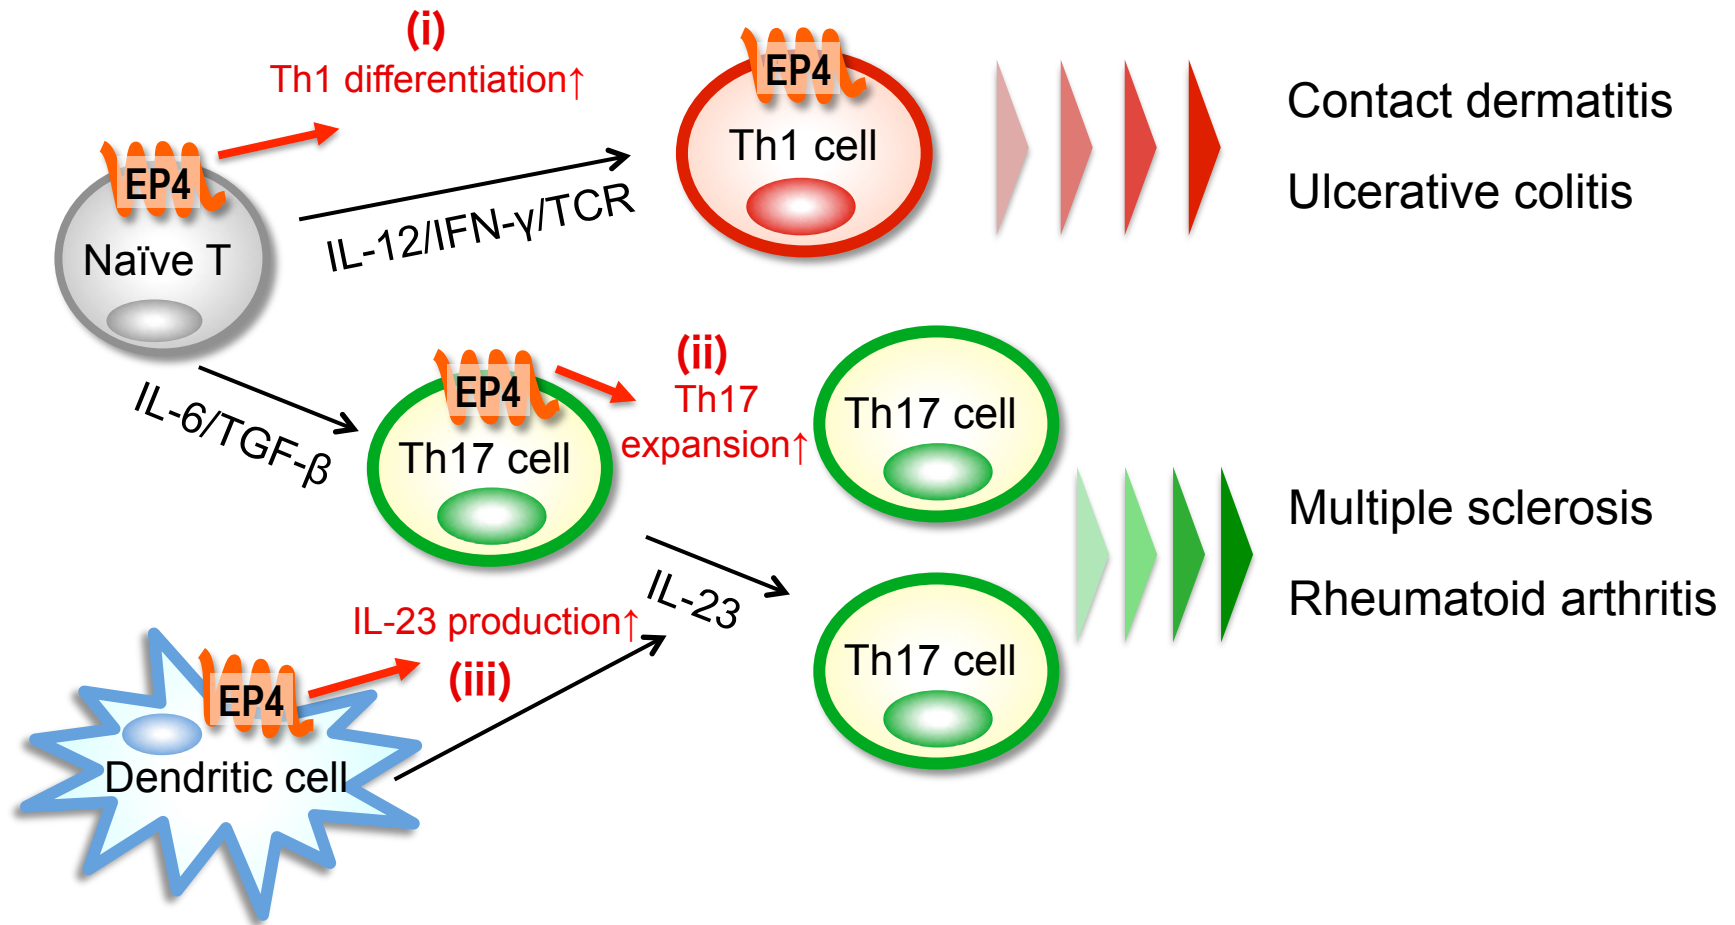 (i)
Th1 differentiation↑
EP4
Th1 cell
Contact dermatitis
Ulcerative colitis
EP4
Naïve T
IL-12/IFN-γ/TCR
IL-6/TGF-β
EP4
Th17 cell
(ii)
Th17
expansion↑
Th17 cell
IL-23
Th17 cell
Multiple sclerosis
Rheumatoid arthritis
IL-23 production↑
(iii)
EP4
Dendritic cell